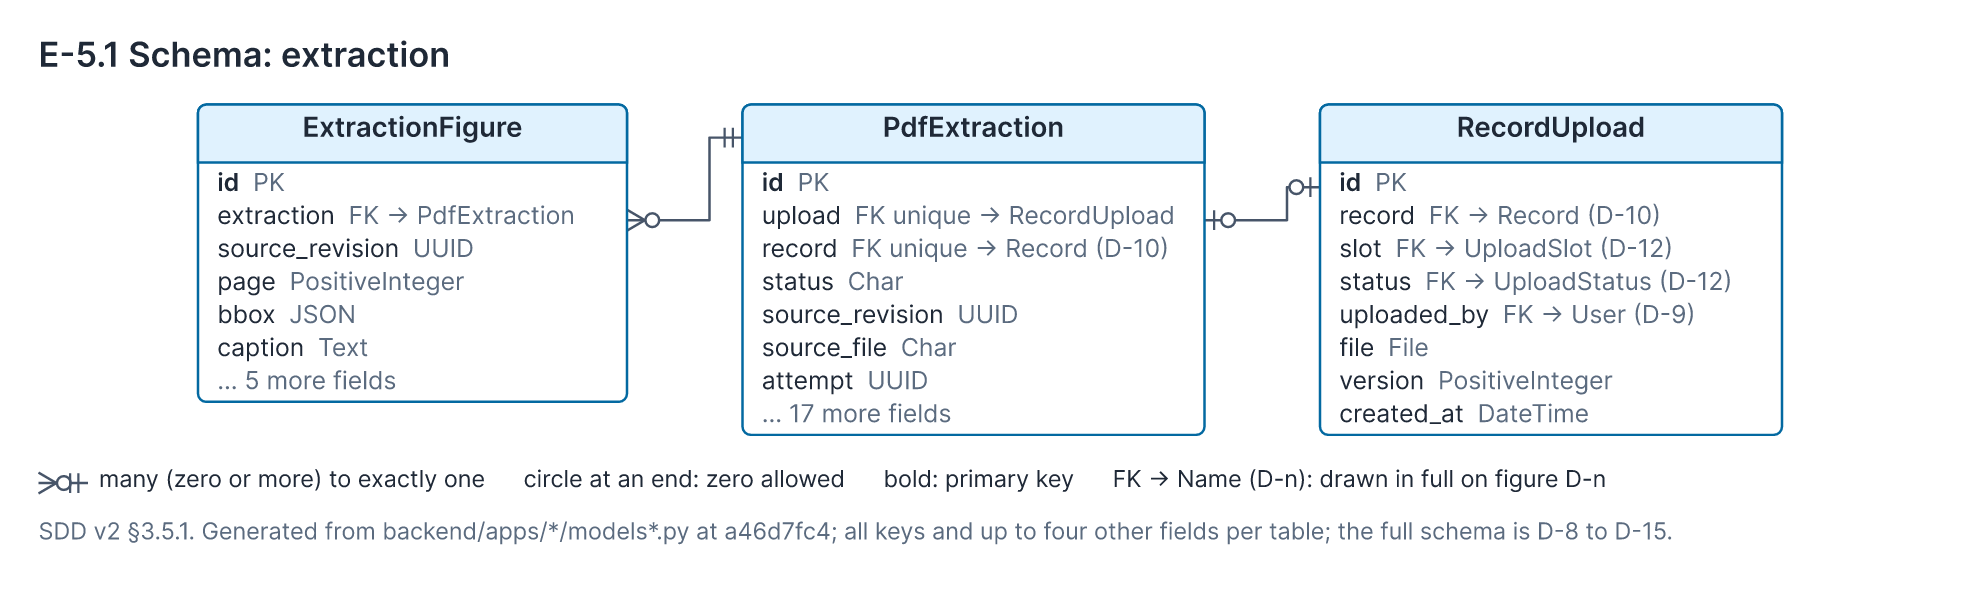 E-5.1 Schema: extraction
ExtractionFigure
id PK
extraction FK → PdfExtraction
source_revision UUID
page PositiveInteger
bbox JSON
caption Text
... 5 more fields
PdfExtraction
id PK
upload FK unique → RecordUpload
record FK unique → Record (D-10)
status Char
source_revision UUID
source_file Char
attempt UUID
... 17 more fields
RecordUpload
id PK
record FK → Record (D-10)
slot FK → UploadSlot (D-12)
status FK → UploadStatus (D-12)
uploaded_by FK → User (D-9)
file File
version PositiveInteger
created_at DateTime
many (zero or more) to exactly one circle at an end: zero allowed bold: primary key FK → Name (D-n): drawn in full on figure D-n
SDD v2 §3.5.1. Generated from backend/apps/*/models*.py at a46d7fc4; all keys and up to four other fields per table; the full schema is D-8 to D-15.